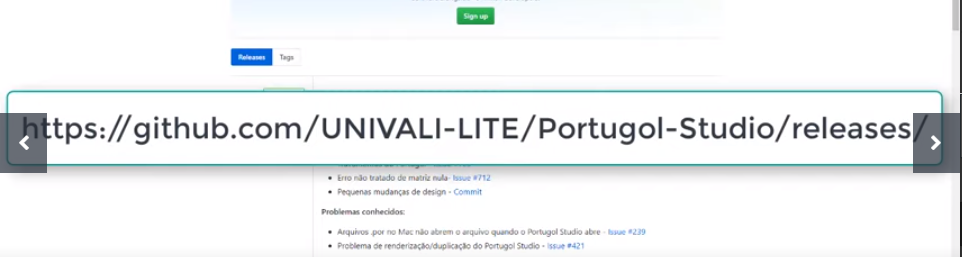 Sign up
Releases Tags
https://github.com/UNIVALI-LITE/Portugol-Studio/releases/
Erro não tratado de matriz nula- Issue #712
Pequenas mudanças de design - Commit
Problemas conhecidos:
Arquivos .por no Mac não abrem o arquivo quando o Portugol Studio abre - Issue #239
Problema de renderização/duplicação do Portugol Studio - Issue #421